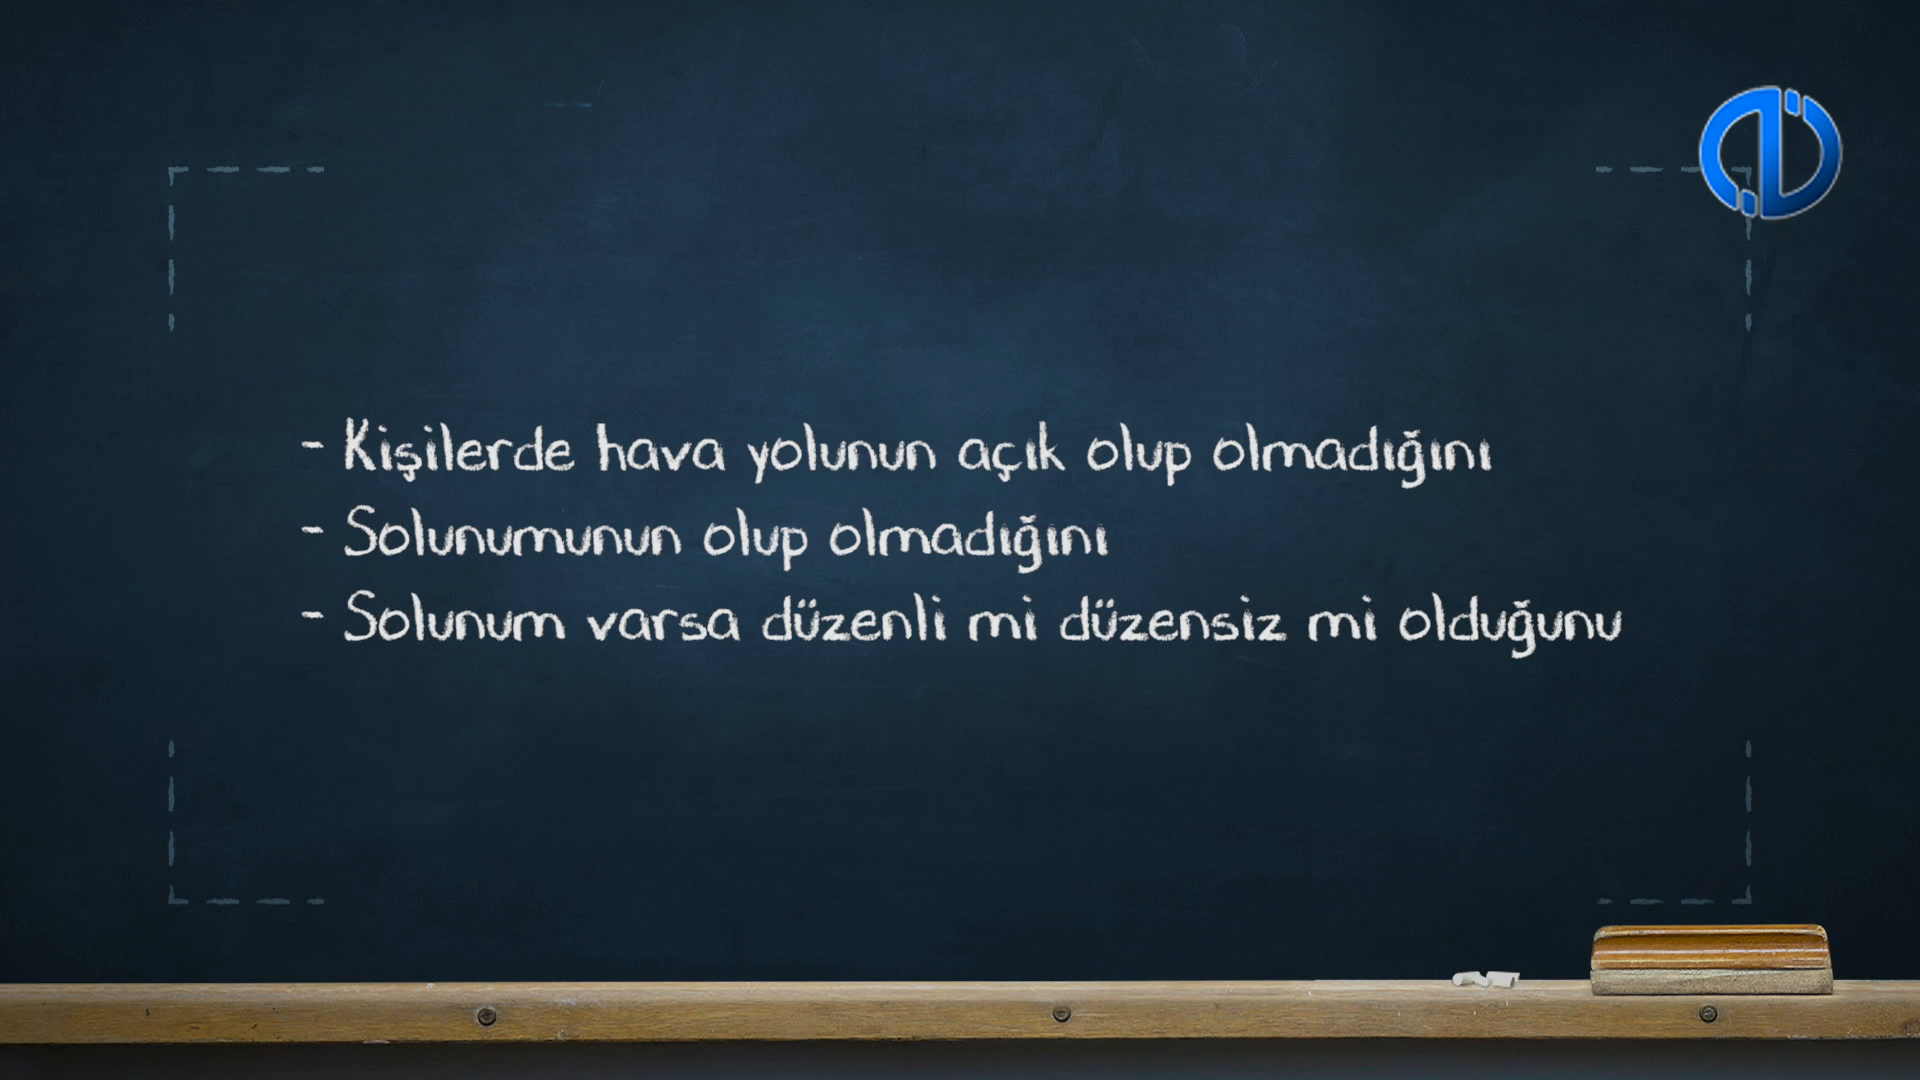 - Kişilerde hava yolunun açık olup olmadığını
- Solunumunun olup olmadığını
- Solunum varsa düzenli mi düzensiz mi olduğunu